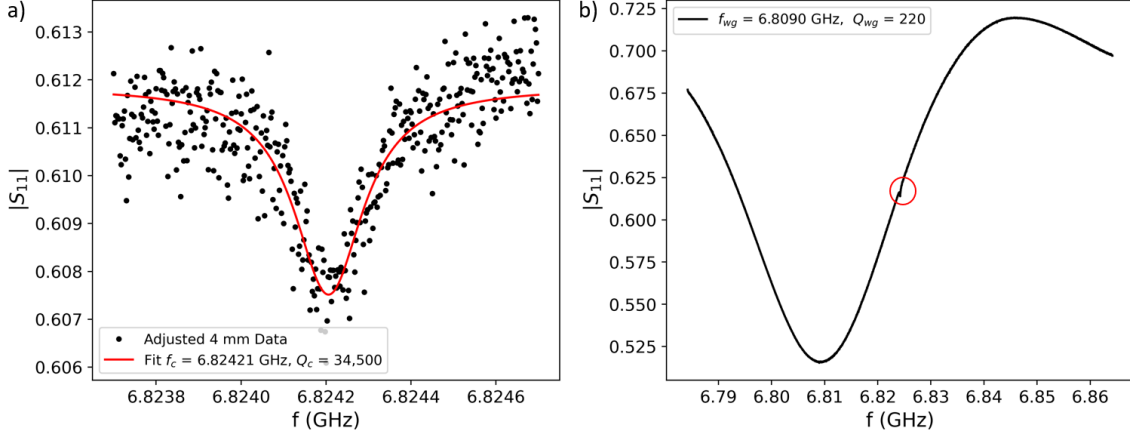 a)
0.613
0.612
0.611
0.610
0.609
0.608
0.607
0.606
|S11|
Adjusted 4 mm Data
Fit fc = 6.82421 GHz, Qc = 34,500
6.8238 6.8240 6.8242 6.8244 6.8246
f (GHz)
b)
0.725
0.700
0.675
0.650
0.625
0.600
0.575
0.550
0.525
|S11|
fwg = 6.8090 GHz, Qwg = 220
6.79 6.80 6.81 6.82 6.83 6.84 6.85 6.86
f (GHz)